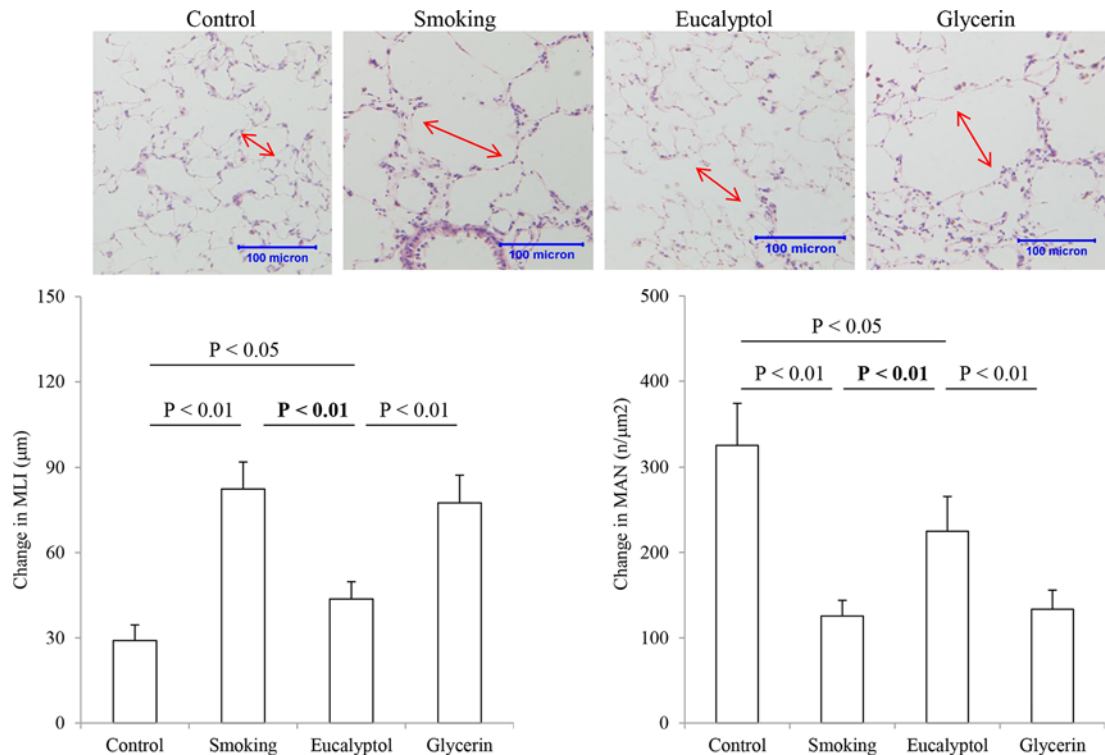 Control Smoking Eucalyptol Glycerin
100 micron 100 micron 100 micron 100 micron
150
120
90
60
30
0
Change in MLI (μm)
P < 0.05
P < 0.01 P < 0.01 P < 0.01
Control Smoking Eucalyptol Glycerin
500
400
300
200
100
0
Change in MAN (n/μm2)
P < 0.05
P < 0.01 P < 0.01 P < 0.01
Control Smoking Eucalyptol Glycerin